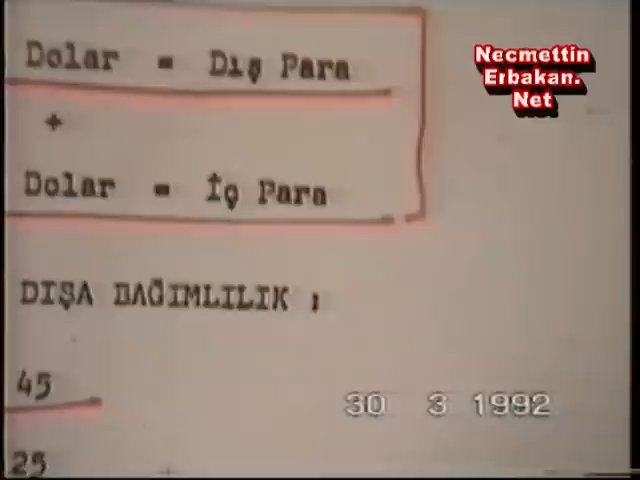 Dolar = Dış Para
+
Dolar = İç Para
DIŞA BAĞIMLILIK :
45
25
Necmettin
Erbakan.
Net
30 3 1992